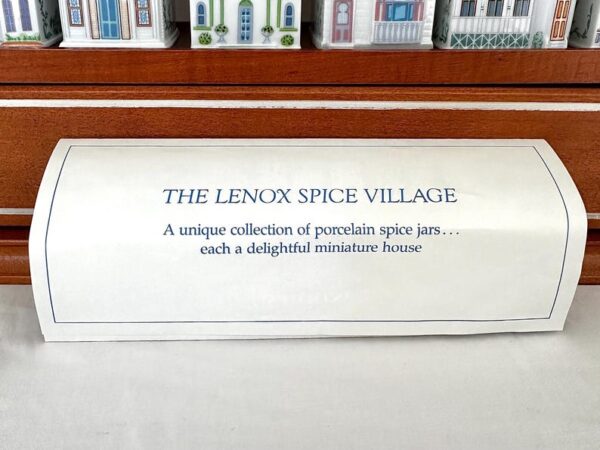 THE LENOX SPICE VILLAGE
A unique collection of porcelain spice jars...
each a delightful miniature house